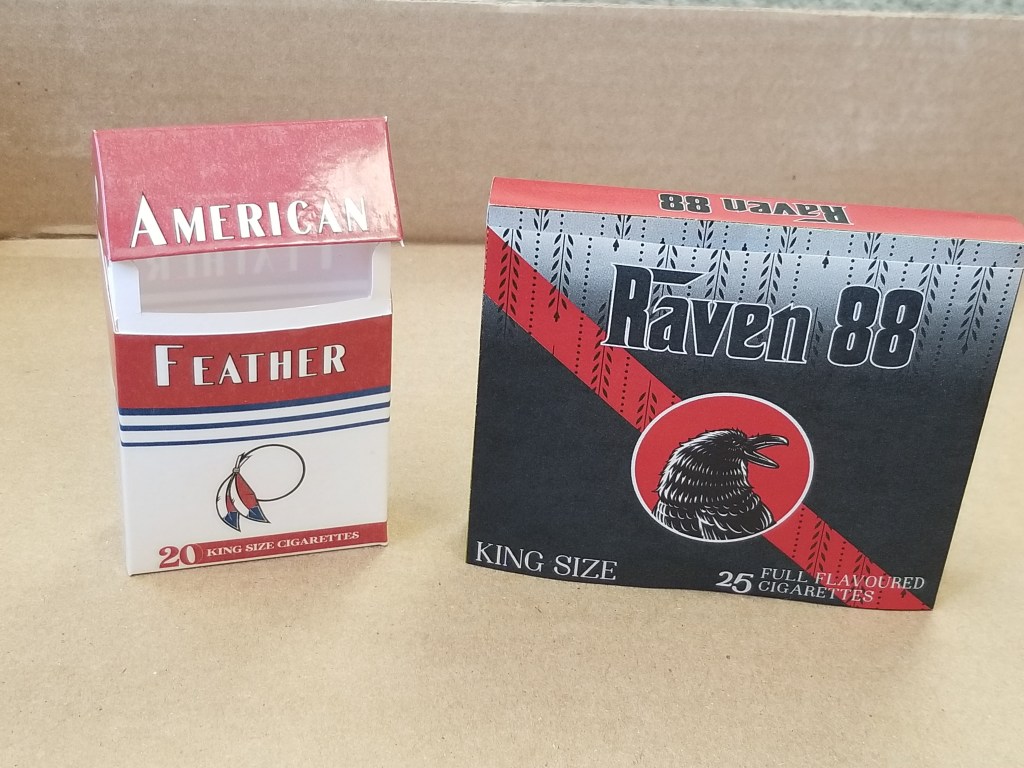 AMERICAN
FEATHER
20 KING SIZE CIGARETTES
Raven 88
Raven 88
KING SIZE
25 FULL FLAVOURED
CIGARETTES